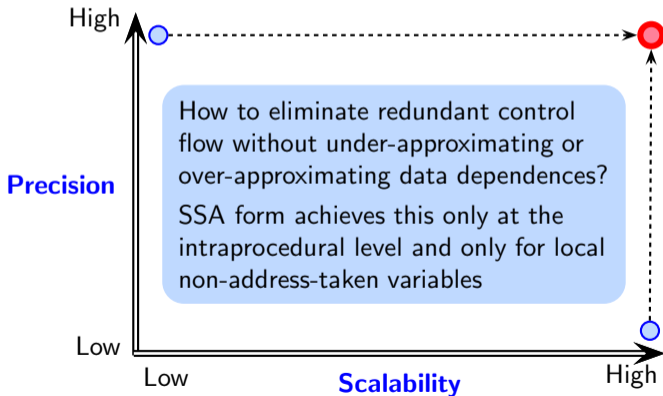 High
How to eliminate redundant control
flow without under-approximating or
over-approximating data dependences?
Precision
SSA form achieves this only at the
intraprocedural level and only for local
non-address-taken variables
Low
Low
Scalability
High